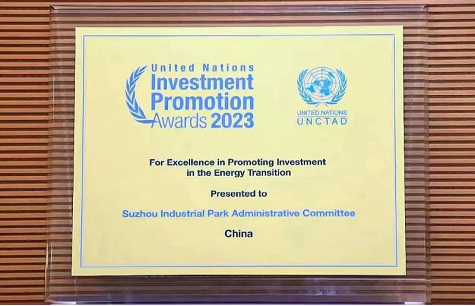 United Nations
Investment
Promotion
Awards 2023
UNITED NATIONS
UNCTAD
For Excellence in Promoting Investment
in the Energy Transition
Presented to
Suzhou Industrial Park Administrative Committee
China